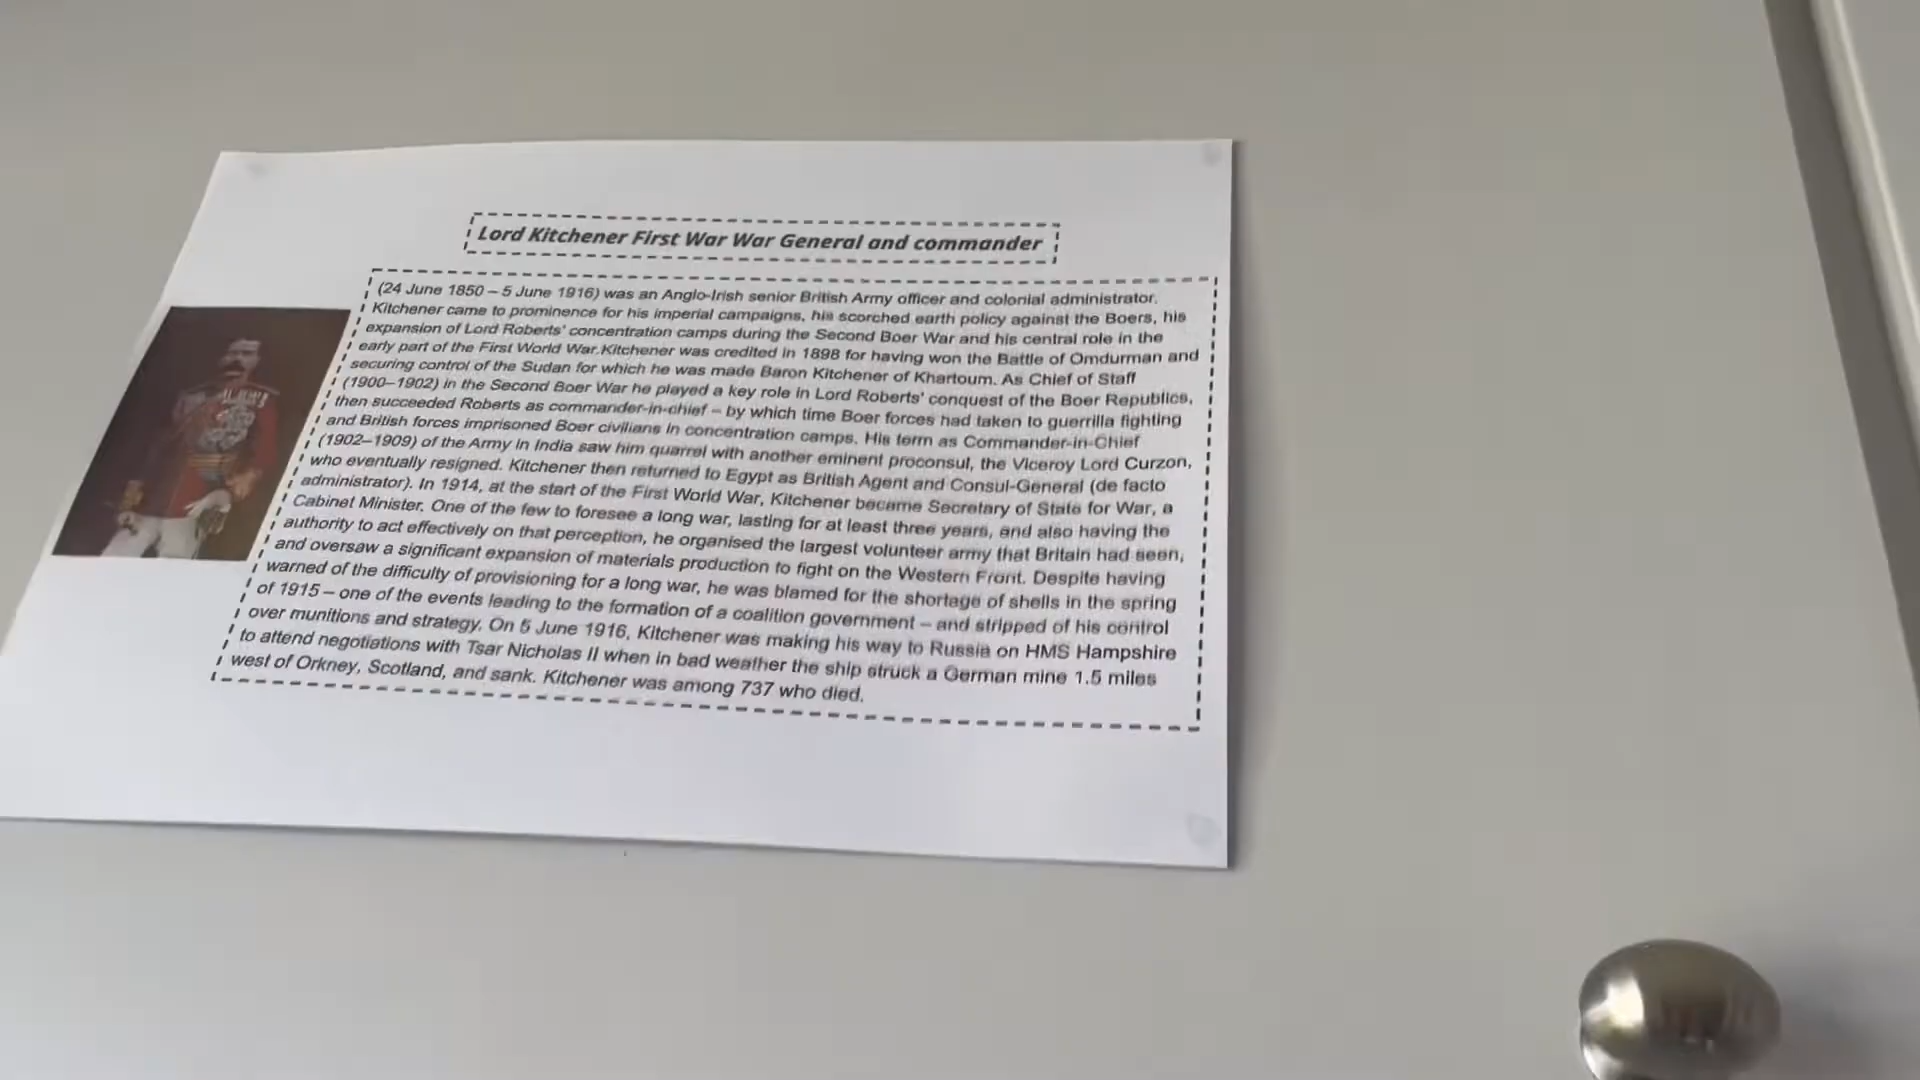 Lord Kitchener First War War General and commander
(24 June 1850 – 5 June 1916) was an Anglo-Irish senior British Army officer and colonial administrator.
Kitchener came to prominence for his imperial campaigns, his scorched earth policy against the Boers, his
expansion of Lord Roberts' concentration camps during the Second Boer War and his central role in the
early part of the First World War.Kitchener was credited in 1898 for having won the Battle of Omdurman and
securing control of the Sudan for which he was made Baron Kitchener of Khartoum. As Chief of Staff
(1900–1902) in the Second Boer War he played a key role in Lord Roberts' conquest of the Boer Republics,
then succeeded Roberts as commander-in-chief – by which time Boer forces had taken to guerrilla fighting
and British forces imprisoned Boer civilians in concentration camps. His term as Commander-in-Chief
(1902–1909) of the Army in India saw him quarrel with another eminent proconsul, the Viceroy Lord Curzon,
who eventually resigned. Kitchener then returned to Egypt as British Agent and Consul-General (de facto
administrator). In 1914, at the start of the First World War, Kitchener became Secretary of State for War, a
Cabinet Minister. One of the few to foresee a long war, lasting for at least three years, and also having the
authority to act effectively on that perception, he organised the largest volunteer army that Britain had seen,
and oversaw a significant expansion of materials production to fight on the Western Front. Despite having
warned of the difficulty of provisioning for a long war, he was blamed for the shortage of shells in the spring
of 1915 – one of the events leading to the formation of a coalition government – and stripped of his control
over munitions and strategy. On 5 June 1916, Kitchener was making his way to Russia on HMS Hampshire
to attend negotiations with Tsar Nicholas II when in bad weather the ship struck a German mine 1.5 miles
west of Orkney, Scotland, and sank. Kitchener was among 737 who died.